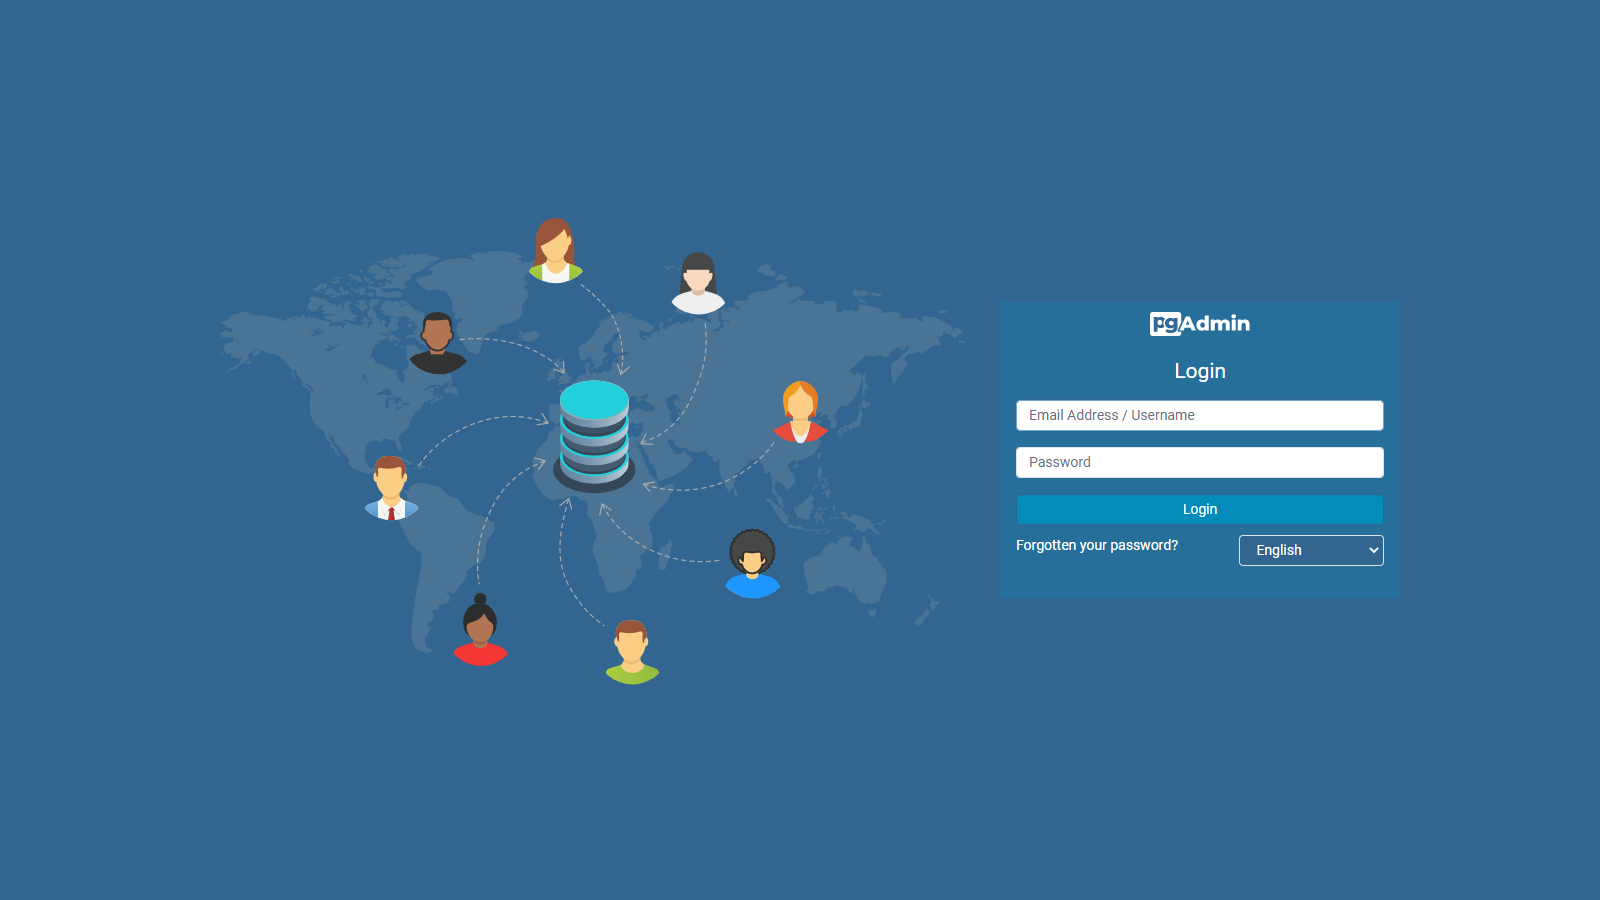 pgAdmin
Login
Email Address / Username
Password
Login
Forgotten your password?
English